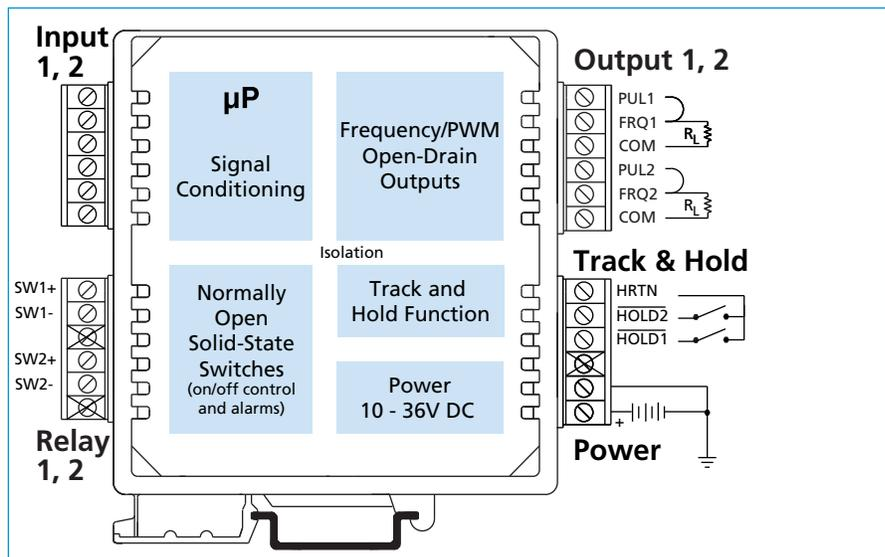 Input
1, 2
Output 1, 2
µP
Signal
Conditioning
Frequency/PWM
Open-Drain
Outputs
PUL1
FRQ1
COM
R_L
PUL2
FRQ2
COM
R_L
Isolation
Track & Hold
SW1+
SW1-
SW2+
SW2-
Normally
Open
Solid-State
Switches
(on/off control
and alarms)
Track and
Hold Function
HRTN
HOLD2
HOLD1
Power
10 - 36V DC
+
Relay
1, 2
Power